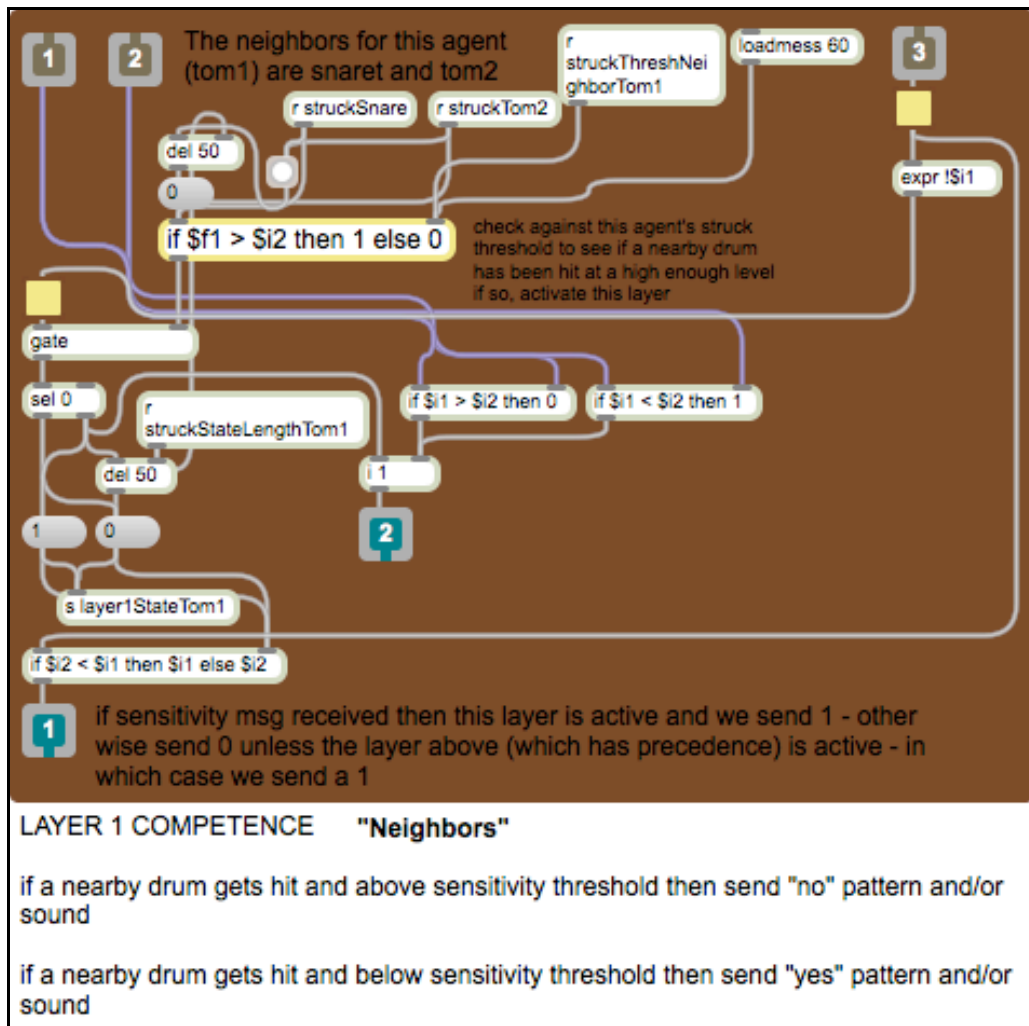 1
2
The neighbors for this agent
(tom1) are snaret and tom2
r
struckThreshNei
ghborTom1
loadmess 60
3
r struckSnare
r struckTom2
del 50
0
expr !$i1
if $f1 > $i2 then 1 else 0
check against this agent's struck
threshold to see if a nearby drum
has been hit at a high enough level
if so, activate this layer
gate
sel 0
r
struckStateLengthTom1
if $i1 > $i2 then 0
if $i1 < $i2 then 1
del 50
i 1
1
0
2
s layer1StateTom1
if $i2 < $i1 then $i1 else $i2
1
if sensitivity msg received then this layer is active and we send 1 - other
wise send 0 unless the layer above (which has precedence) is active - in
which case we send a 1
LAYER 1 COMPETENCE "Neighbors"
if a nearby drum gets hit and above sensitivity threshold then send "no" pattern and/or
sound
if a nearby drum gets hit and below sensitivity threshold then send "yes" pattern and/or
sound